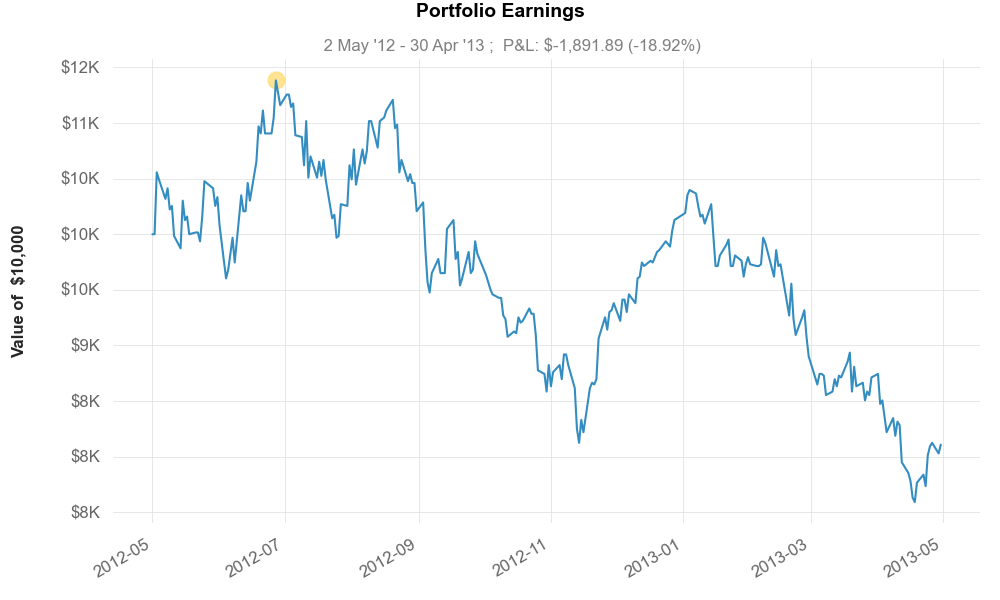 Portfolio Earnings
2 May '12 - 30 Apr '13 ;  P&L: $-1,891.89 (-18.92%)
Value of  $10,000
$12K
$11K
$10K
$10K
$10K
$9K
$8K
$8K
$8K
2012-05
2012-07
2012-09
2012-11
2013-01
2013-03
2013-05